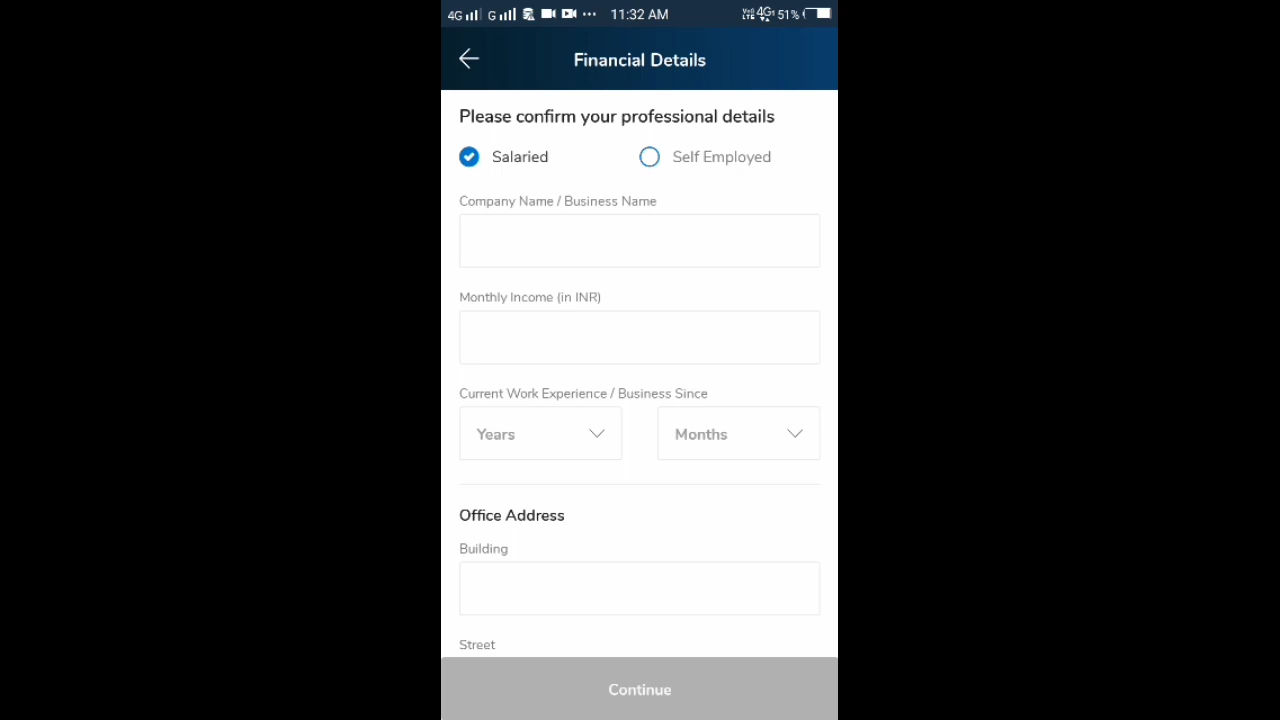 4G G ... 11:32 AM 4G 51%
Financial Details
Please confirm your professional details
Salaried Self Employed
Company Name / Business Name
Monthly Income (in INR)
Current Work Experience / Business Since
Years Months
Office Address
Building
Street
Continue